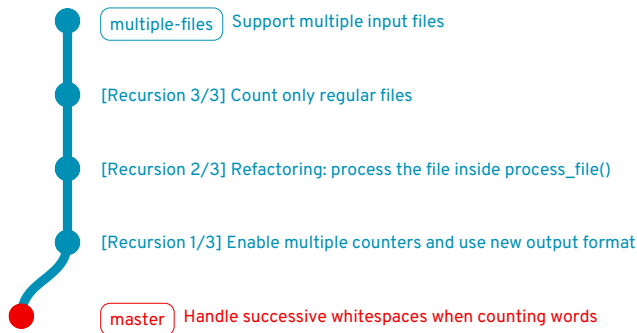 multiple-files Support multiple input files
[Recursion 3/3] Count only regular files
[Recursion 2/3] Refactoring: process the file inside process_file()
[Recursion 1/3] Enable multiple counters and use new output format
master Handle successive whitespaces when counting words